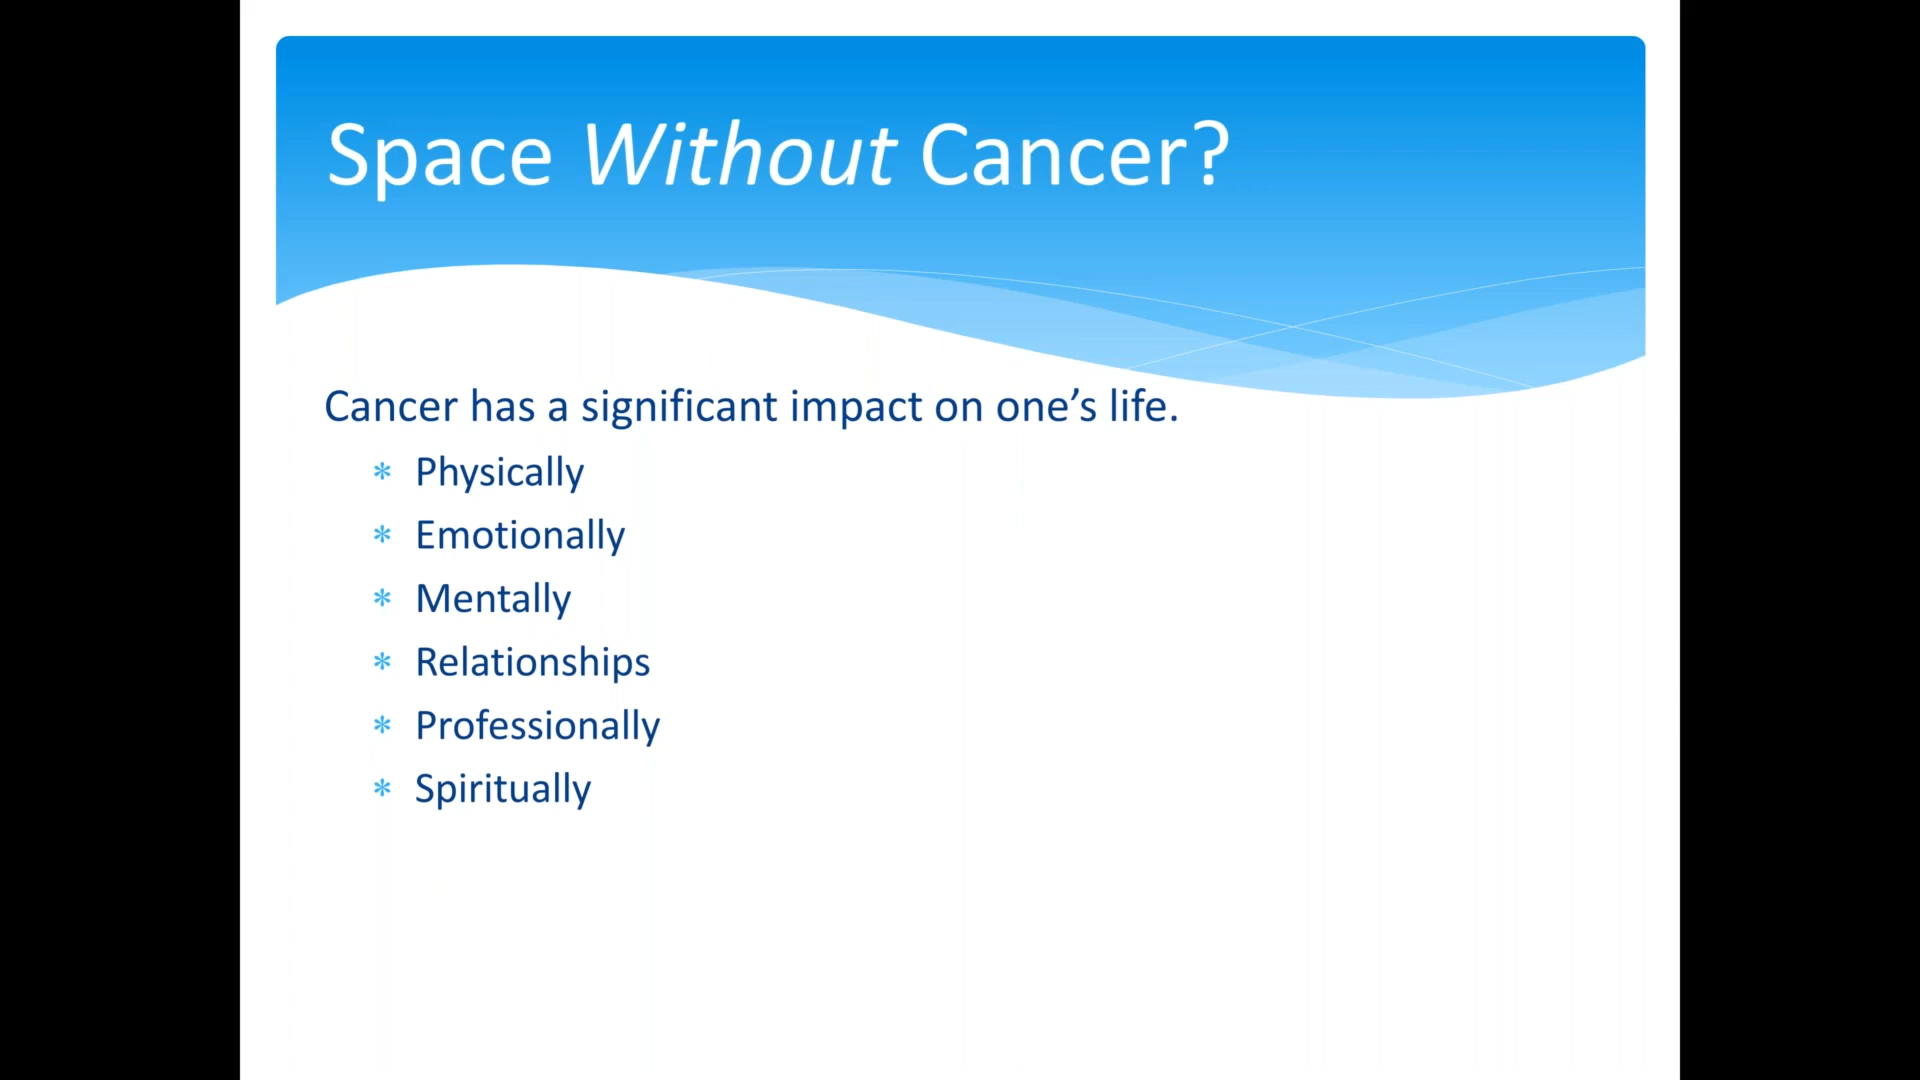 Space Without Cancer?
Cancer has a significant impact on one’s life.
* Physically
* Emotionally
* Mentally
* Relationships
* Professionally
* Spiritually